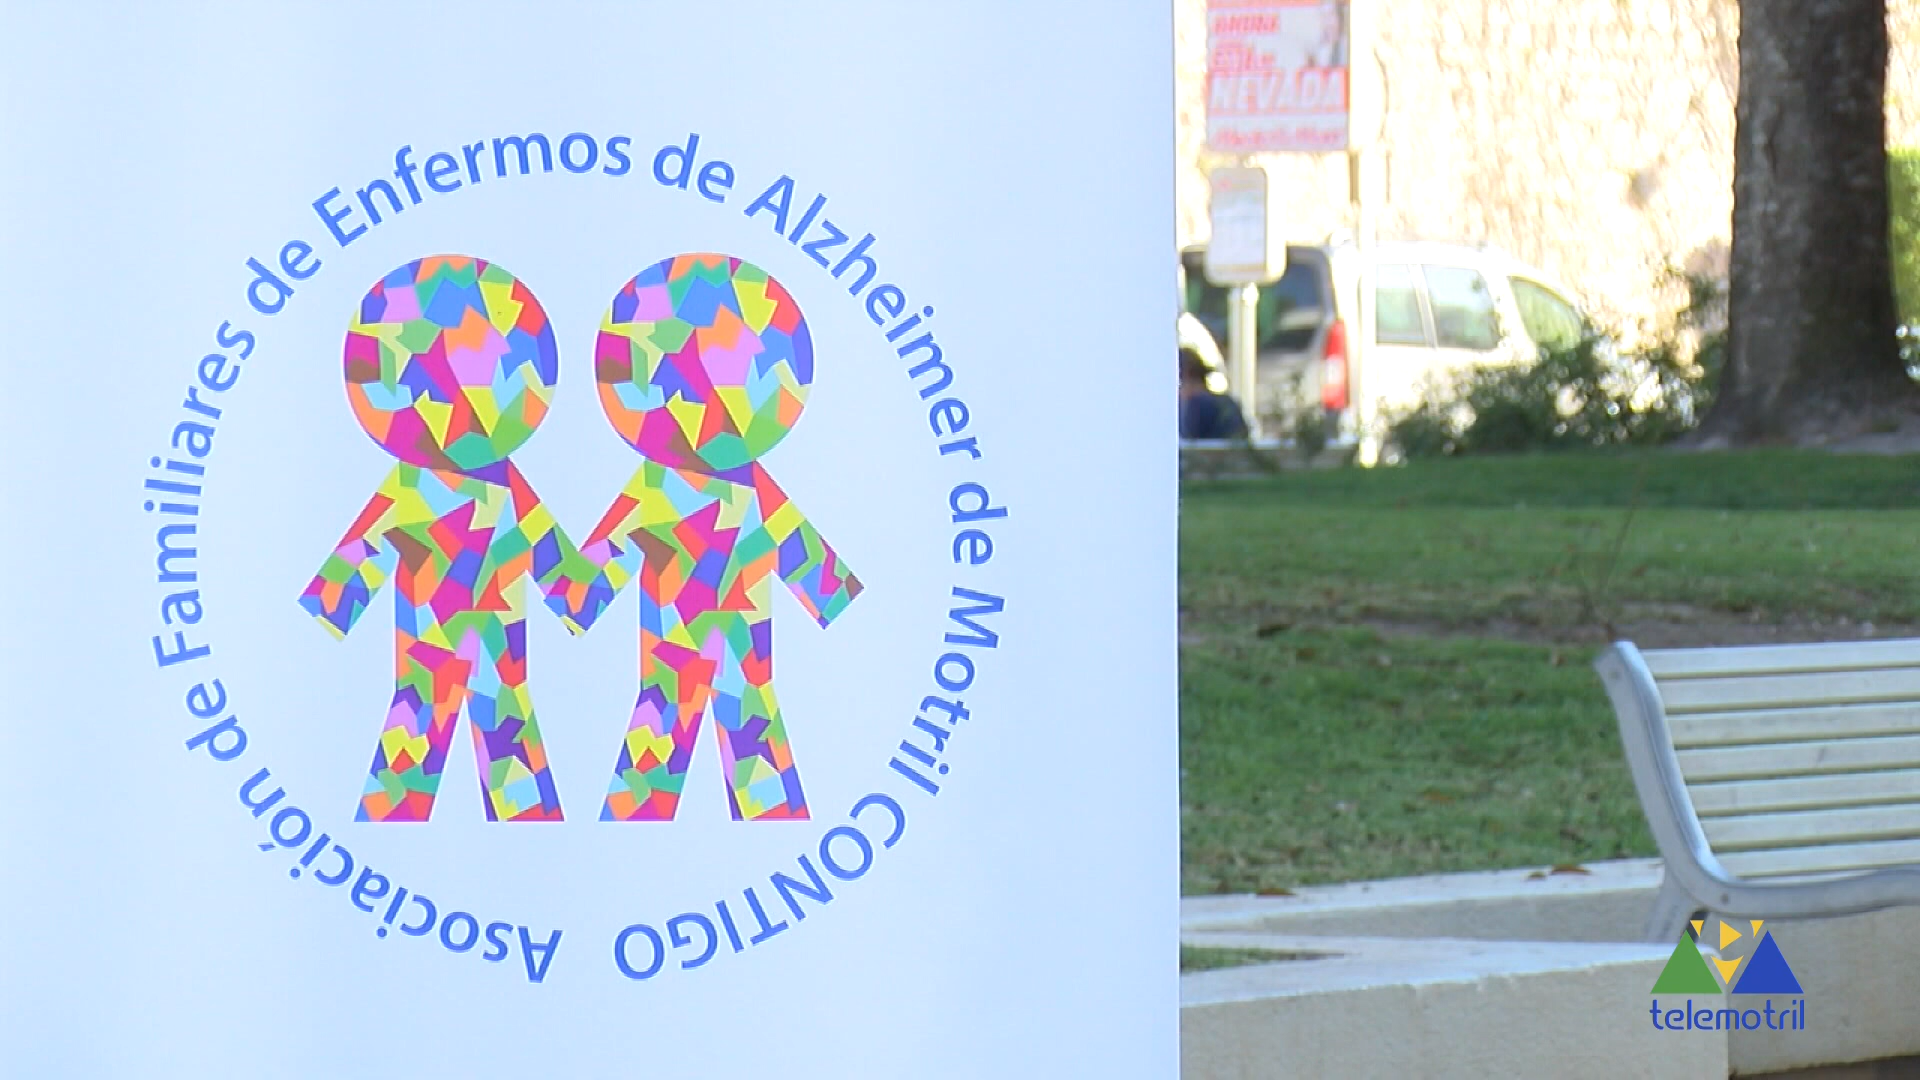 Asociación de Familiares de Enfermos de Alzheimer de Motril CONTIGO
NEVADA
telemotril